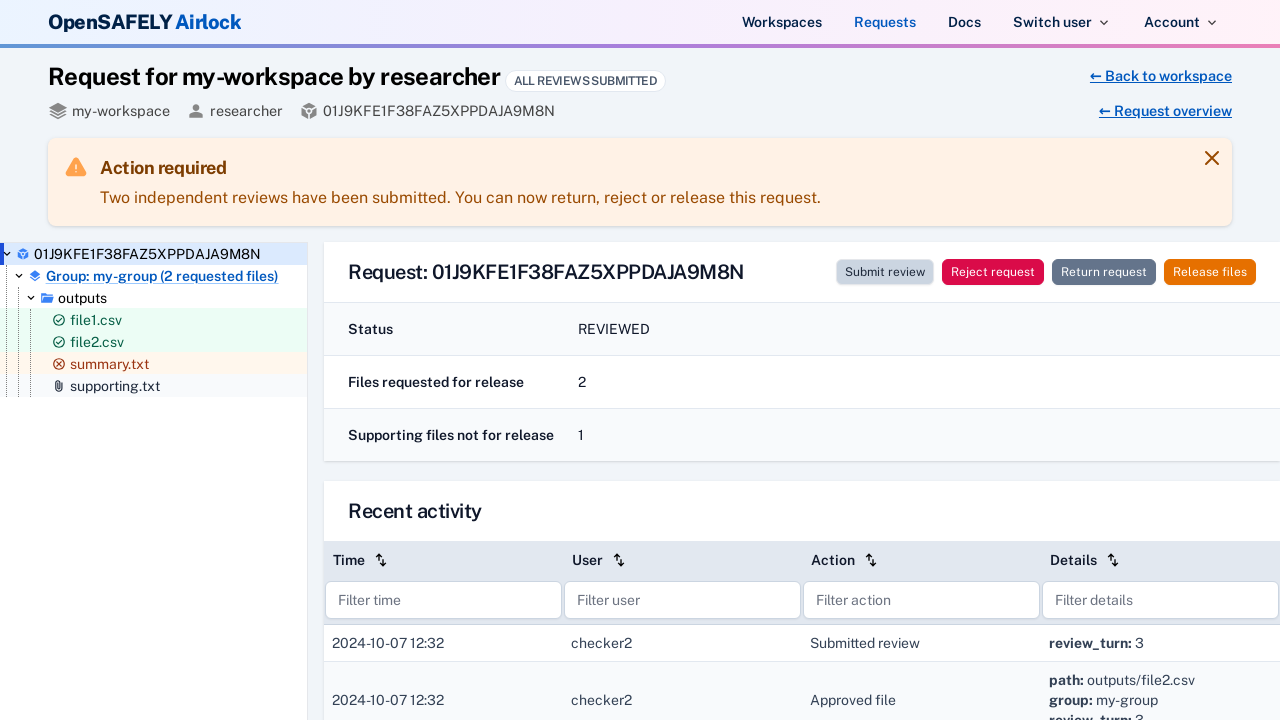 OpenSAFELY Airlock
Workspaces Requests Docs Switch user Account
Request for my-workspace by researcher ALL REVIEWS SUBMITTED
← Back to workspace
my-workspace researcher 01J9KFE1F38FAZ5XPPDAJA9M8N
← Request overview
Action required
Two independent reviews have been submitted. You can now return, reject or release this request.
01J9KFE1F38FAZ5XPPDAJA9M8N
Group: my-group (2 requested files)
outputs
file1.csv
file2.csv
summary.txt
supporting.txt
Request: 01J9KFE1F38FAZ5XPPDAJA9M8N
Submit review Reject request Return request Release files
Status REVIEWED
Files requested for release 2
Supporting files not for release 1
Recent activity
Time User Action Details
Filter time Filter user Filter action Filter details
2024-10-07 12:32 checker2 Submitted review review_turn: 3
path: outputs/file2.csv
2024-10-07 12:32 checker2 Approved file group: my-group
review_turn: 3